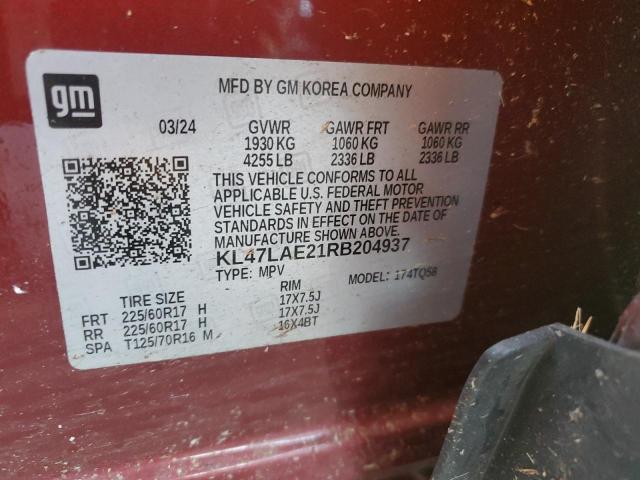 gm
MFD BY GM KOREA COMPANY
03/24 GVWR GAWR FRT GAWR RR
1930 KG 1060 KG 1060 KG
4255 LB 2336 LB 2336 LB
THIS VEHICLE CONFORMS TO ALL
APPLICABLE U.S. FEDERAL MOTOR
VEHICLE SAFETY AND THEFT PREVENTION
STANDARDS IN EFFECT ON THE DATE OF
MANUFACTURE SHOWN ABOVE.
KL47LAE21RB204937
TYPE: MPV MODEL: 174TQ58
TIRE SIZE RIM
FRT 225/60R17 H 17X7.5J
RR 225/60R17 H 17X7.5J
SPA T125/70R16 M 16X4BT